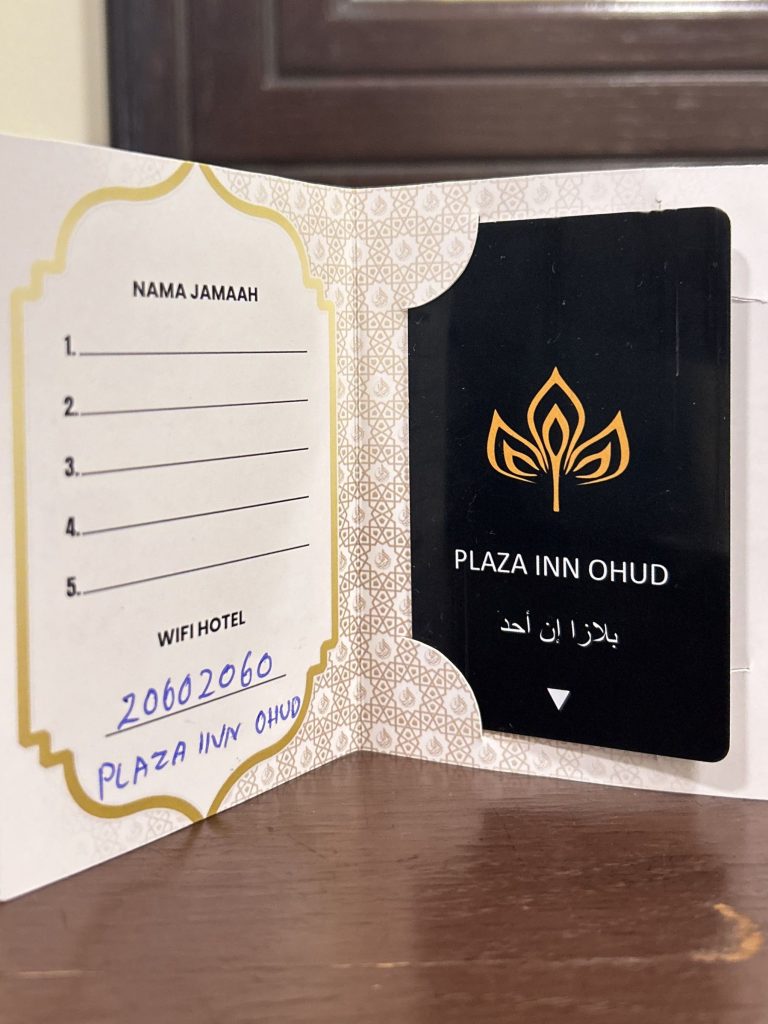 NAMA JAMAAH
1.
2.
3.
4.
5.
WIFI HOTEL
20602060
PLAZA INN OHUD
PLAZA INN OHUD
بلازا إن أحد